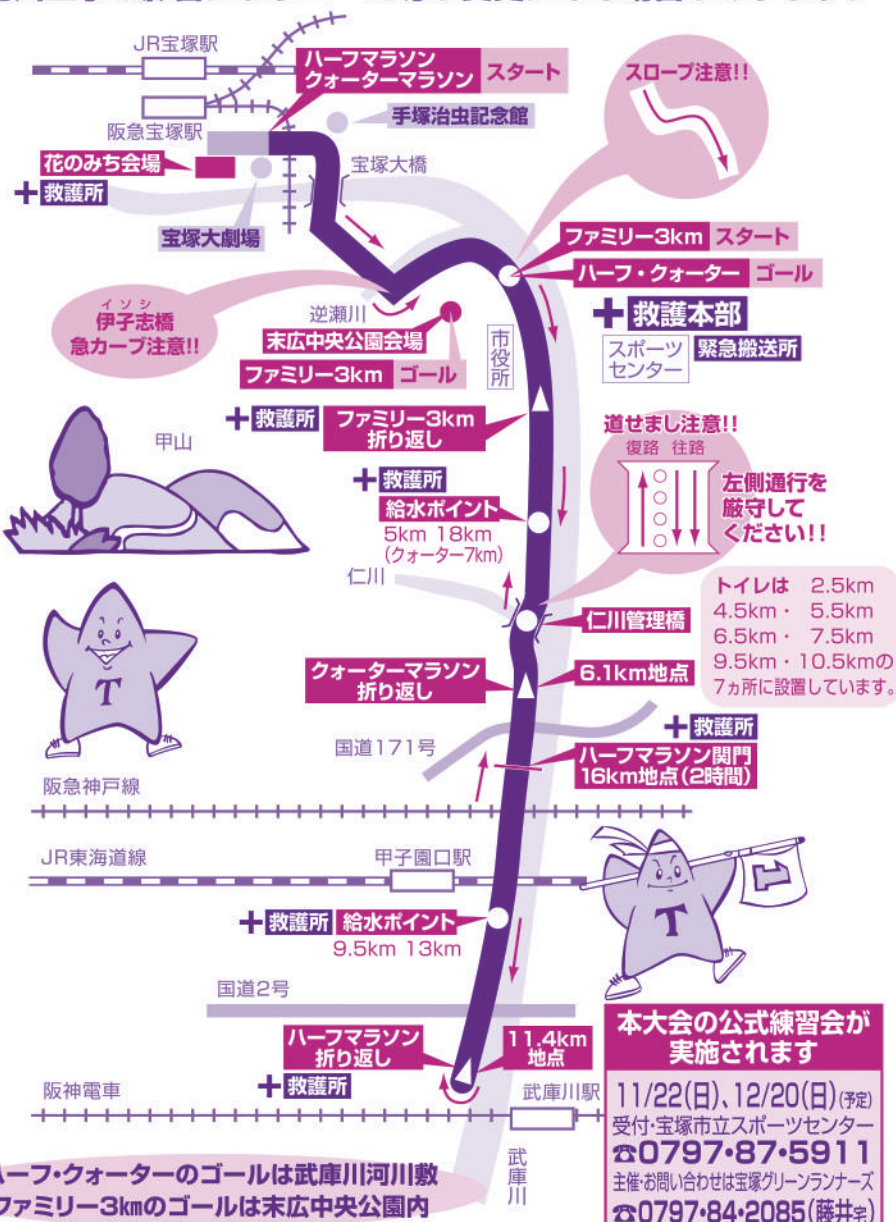 JR宝塚駅
ハーフマラソン
クォーターマラソン
スタート
スロープ注意!!
阪急宝塚駅
手塚治虫記念館
花のみち会場
宝塚大橋
+救護所
宝塚大劇場
ファミリー3km スタート
ハーフ・クォーター ゴール
イソシ
伊子志橋
急カーブ注意!!
逆瀬川
末広中央公園会場
ファミリー3km ゴール
市役所
+救護本部
スポーツ
センター
緊急搬送所
+救護所
ファミリー3km
折り返し
道せまし注意!!
復路 往路
左側通行を
厳守して
ください!!
甲山
+救護所
給水ポイント
5km 18km
(クォーター7km)
仁川
仁川管理橋
トイレは 2.5km
4.5km・ 5.5km
6.5km・ 7.5km
9.5km・10.5kmの
7ヵ所に設置しています。
T
クォーターマラソン
折り返し
6.1km地点
+救護所
国道171号
ハーフマラソン関門
16km地点(2時間)
阪急神戸線
JR東海道線
甲子園口駅
1
T
+救護所
給水ポイント
9.5km 13km
国道2号
ハーフマラソン
折り返し
11.4km
地点
+救護所
阪神電車
武庫川駅
武庫川
本大会の公式練習会が
実施されます
11/22(日)、12/20(日)(予定)
受付・宝塚市立スポーツセンター
☎0797・87・5911
主催・お問い合わせは宝塚グリーンランナーズ
☎0797・84・2085(藤井宅)
ハーフ・クォーターのゴールは武庫川河川敷
ファミリー3kmのゴールは末広中央公園内